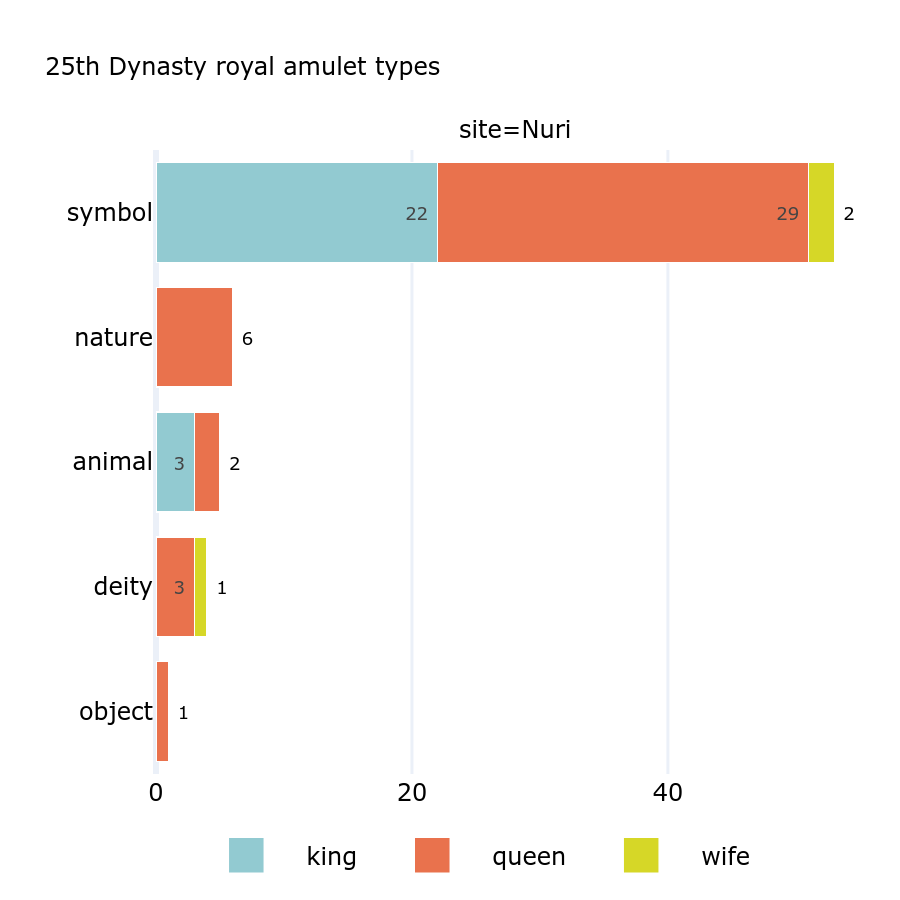 25th Dynasty royal amulet types
site=Nuri
symbol 22 29 2
nature 6
animal 3 2
deity 3 1
object 1
0 20 40
king queen wife